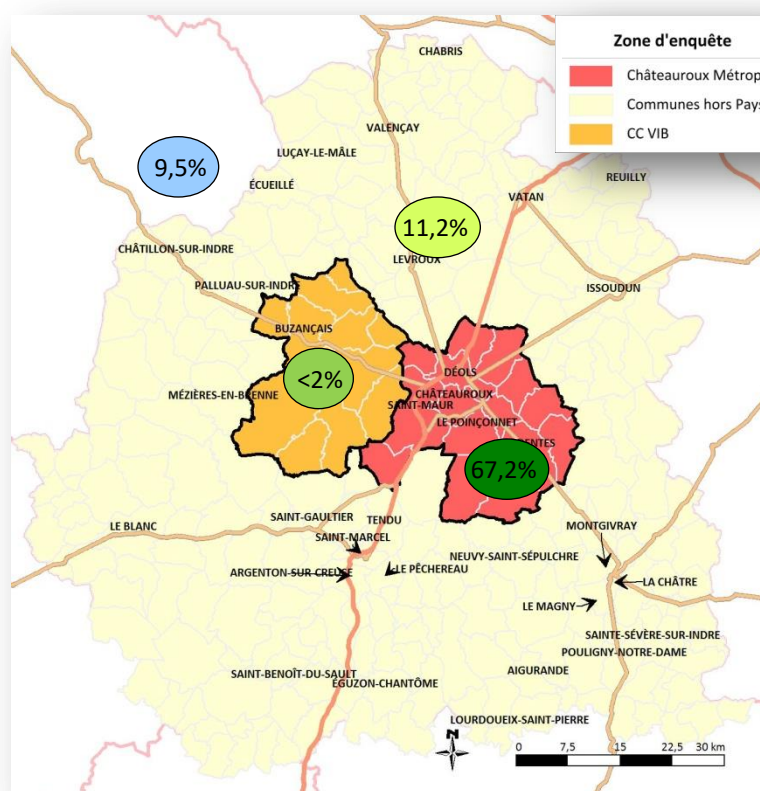 Zone d'enquête
Châteauroux Métrop
Communes hors Pays
CC VIB
CHABRIS
VALENÇAY
LUÇAY-LE-MÂLE
9,5%
ÉCUEILLÉ
REUILLY
VATAN
11,2%
CHÂTILLON-SUR-INDRE
LEVROUX
PALLUAU-SUR-INDRE
ISSOUDUN
BUZANÇAIS
DÉOLS
<2%
MÉZIÈRES-EN-BRENNE
CHÂTEAUROUX
SAINT-MAUR
LE POINÇONNET
ENTES
67,2%
SAINT-GAULTIER
TENDU
LE BLANC
MONTGIVRAY
SAINT-MARCEL
NEUVY-SAINT-SÉPULCHRE
ARGENTON-SUR-CREUSE
LE PÊCHEREAU
LA CHÂTRE
LE MAGNY
SAINTE-SÉVÈRE-SUR-INDRE
POULIGNY-NOTRE-DAME
SAINT-BENOÎT-DU-SAULT
AIGURANDE
ÉGUZON-CHANTÔME
LOURDOUEIX-SAINT-PIERRE
N
0 7,5 15 22,5 30 km